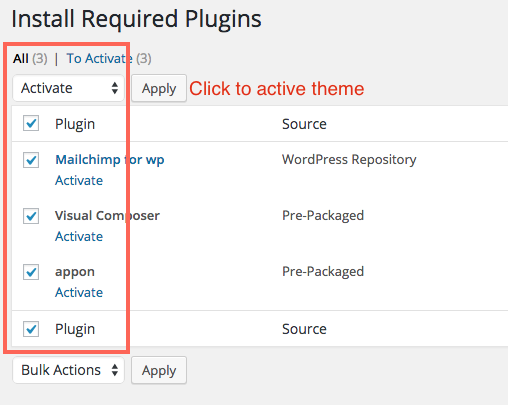 Install Required Plugins
All (3) | To Activate (3)
Activate Apply Click to active theme
Plugin Source
Mailchimp for wp WordPress Repository
Activate
Visual Composer Pre-Packaged
Activate
appon Pre-Packaged
Activate
Plugin Source
Bulk Actions Apply